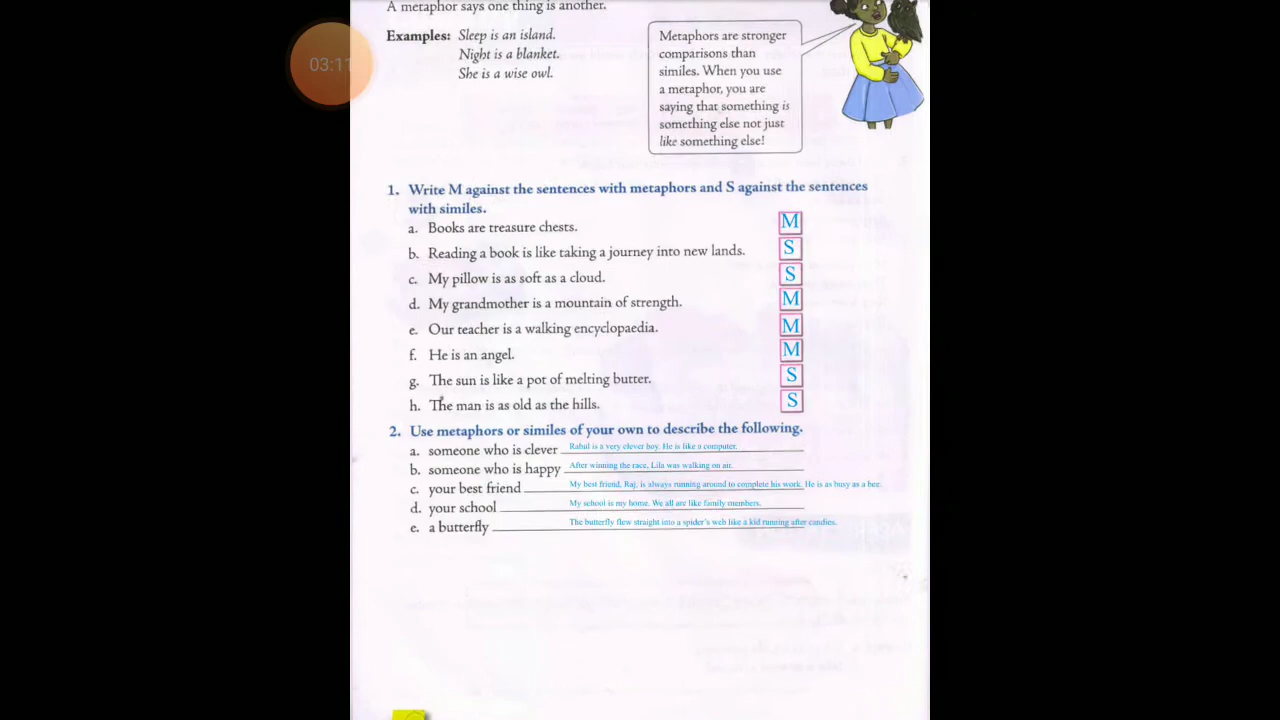 A metaphor says one thing is another.
Examples: Sleep is an island.
Night is a blanket.
She is a wise owl.
Metaphors are stronger
comparisons than
similes. When you use
a metaphor, you are
saying that something is
something else not just
like something else!
03:11
1. Write M against the sentences with metaphors and S against the sentences
with similes.
a. Books are treasure chests. M
b. Reading a book is like taking a journey into new lands. S
c. My pillow is as soft as a cloud. S
d. My grandmother is a mountain of strength. M
e. Our teacher is a walking encyclopaedia. M
f. He is an angel. M
g. The sun is like a pot of melting butter. S
h. The man is as old as the hills. S
2. Use metaphors or similes of your own to describe the following.
a. someone who is clever Rahul is a very clever boy. He is like a computer.
b. someone who is happy After winning the race, Lila was walking on air.
c. your best friend My best friend, Raj, is always running around to complete his work. He is as busy as a bee.
d. your school My school is my home. We all are like family members.
e. a butterfly The butterfly flew straight into a spider's web like a kid running after candies.